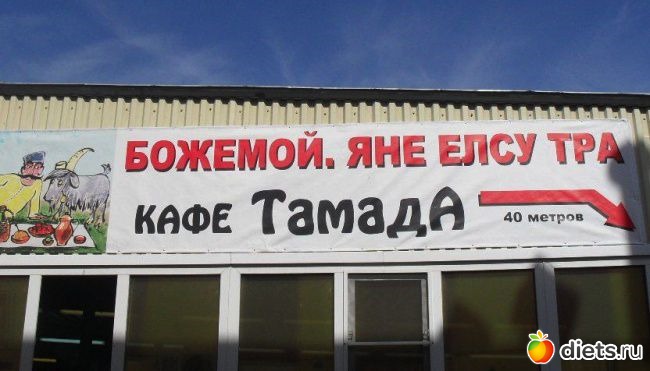 БОЖЕМОЙ. ЯНЕ ЕЛСУ ТРА
КАФЕ ТамадА
40 метров
diets.ru